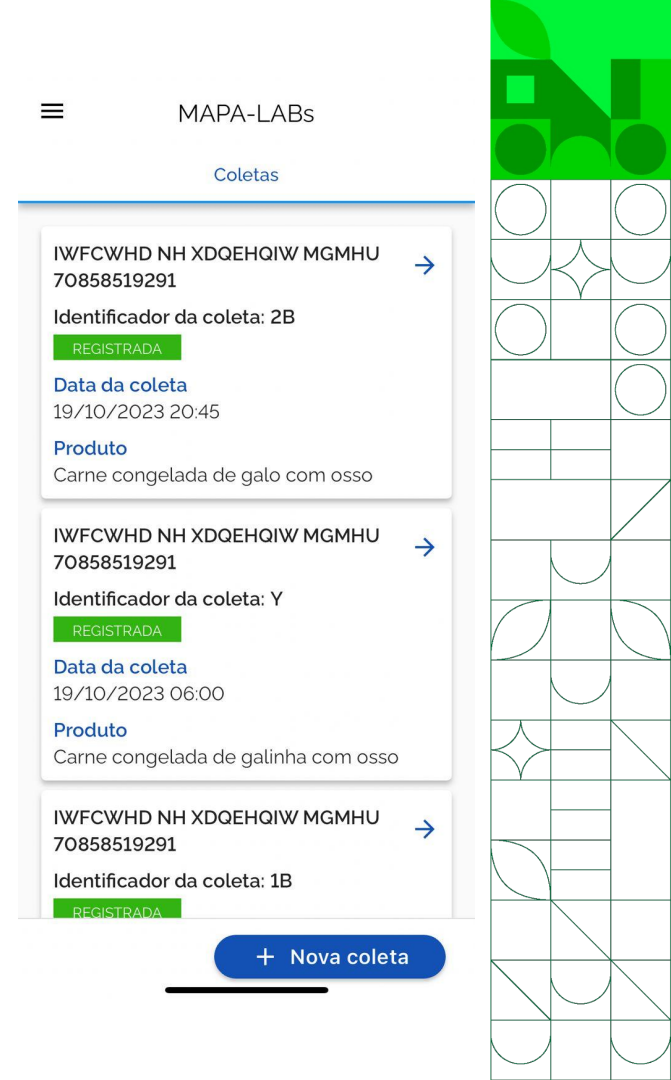 MAPA-LABs
Coletas
IWFCWHD NH XDQEHQIW MGMHU
70858519291
Identificador da coleta: 2B
REGISTRADA
Data da coleta
19/10/2023 20:45
Produto
Carne congelada de galo com osso
IWFCWHD NH XDQEHQIW MGMHU
70858519291
Identificador da coleta: Y
REGISTRADA
Data da coleta
19/10/2023 06:00
Produto
Carne congelada de galinha com osso
IWFCWHD NH XDQEHQIW MGMHU
70858519291
Identificador da coleta: 1B
REGISTRADA
+ Nova coleta